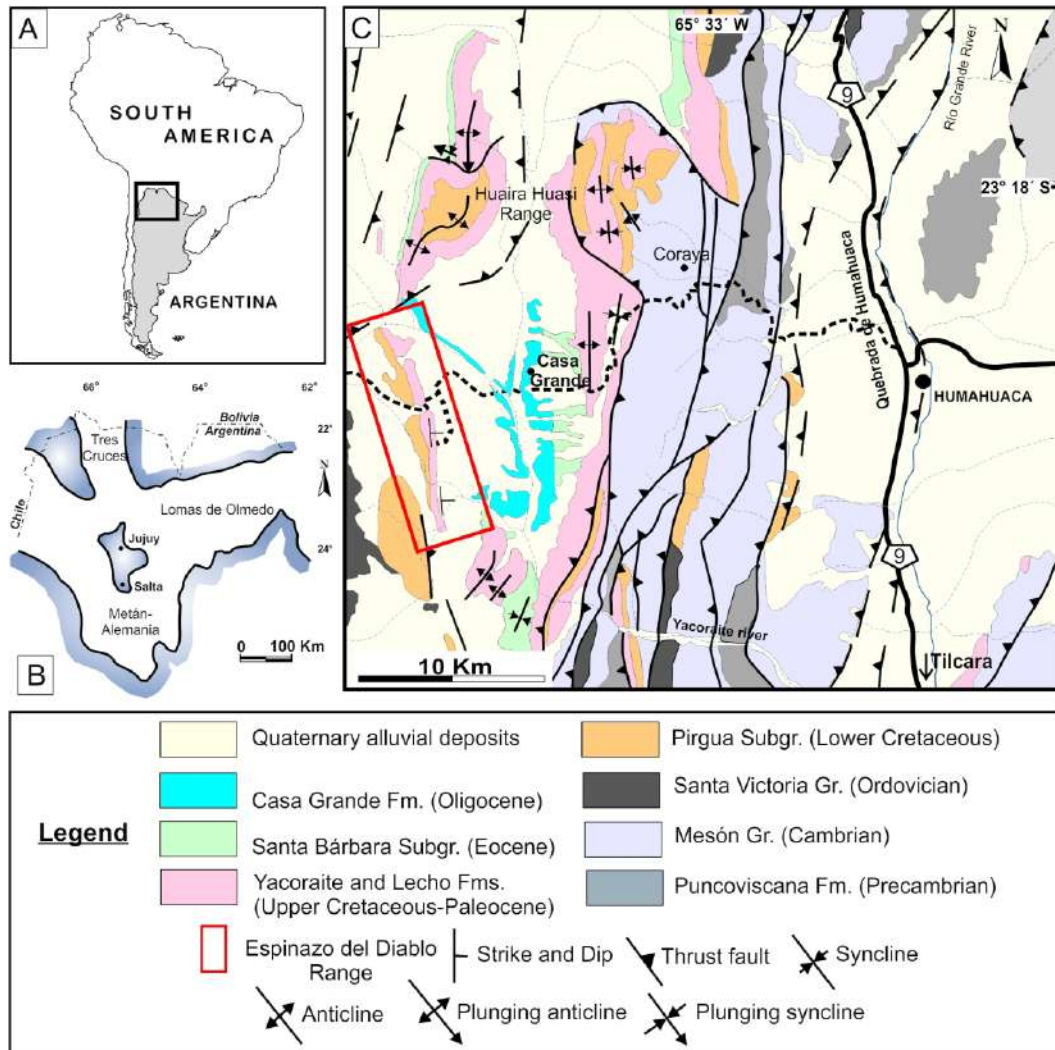 A
SOUTH
AMERICA
ARGENTINA
66°
64°
62°
Bolivia
Argentina
22°
Tres
Cruces
N
Chile
Lomas de Olmedo
Jujuy
24°
Salta
Metán-
Alemanía
0 100 Km
B
C
65° 33´ W
N
9
Río Grande River
23° 18´ S
Huaira Huasi
Range
Coraya
Quebrada de Humahuaca
Casa
Grande
HUMAHUACA
9
Yacoraite river
10 Km
Tilcara
Legend
Quaternary alluvial deposits
Casa Grande Fm. (Oligocene)
Santa Bárbara Subgr. (Eocene)
Yacoraite and Lecho Fms.
(Upper Cretaceous-Paleocene)
Pirgua Subgr. (Lower Cretaceous)
Santa Victoria Gr. (Ordovician)
Mesón Gr. (Cambrian)
Puncoviscana Fm. (Precambrian)
Espinazo del Diablo
Range
Strike and Dip
Thrust fault
Syncline
Anticline
Plunging anticline
Plunging syncline